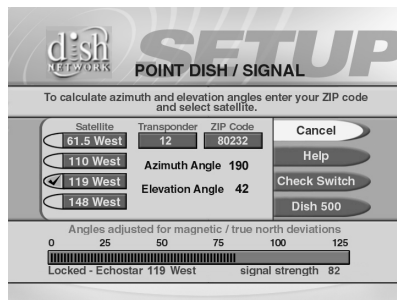 dish
NETWORK
SETUP
POINT DISH / SIGNAL
To calculate azimuth and elevation angles enter your ZIP code
and select satellite.
Satellite Transponder ZIP Code
61.5 West 12 80232
110 West
119 West
148 West
Azimuth Angle 190
Elevation Angle 42
Cancel
Help
Check Switch
Dish 500
Angles adjusted for magnetic / true north deviations
0 25 50 75 100 125
Locked - Echostar 119 West signal strength 82